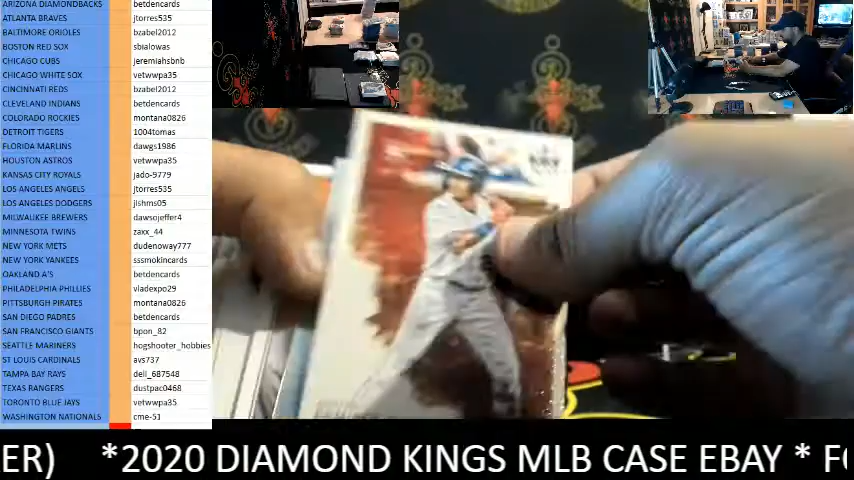 ARIZONA DIAMONDBACKS betdencards
ATLANTA BRAVES jtorres535
BALTIMORE ORIOLES bzabel2012
BOSTON RED SOX sbialowas
CHICAGO CUBS jeremiahsbnb
CHICAGO WHITE SOX vetwwpa35
CINCINNATI REDS bzabel2012
CLEVELAND INDIANS betdencards
COLORADO ROCKIES montana0826
DETROIT TIGERS 1004tomas
FLORIDA MARLINS dawgs1986
HOUSTON ASTROS vetwwpa35
KANSAS CITY ROYALS jado-9779
LOS ANGELES ANGELS jtorres535
LOS ANGELES DODGERS jlshms05
MILWAUKEE BREWERS dawsojeffer4
MINNESOTA TWINS zaxx_44
NEW YORK METS dudenoway777
NEW YORK YANKEES sssmokincards
OAKLAND A'S betdencards
PHILADELPHIA PHILLIES vladexpo29
PITTSBURGH PIRATES montana0826
SAN DIEGO PADRES betdencards
SAN FRANCISCO GIANTS bpon_82
SEATTLE MARINERS hogshooter_hobbies
ST LOUIS CARDINALS avs737
TAMPA BAY RAYS dell_687548
TEXAS RANGERS dustpac0468
TORONTO BLUE JAYS vetwwpa35
WASHINGTON NATIONALS cme-51
ER) *2020 DIAMOND KINGS MLB CASE EBAY * FO